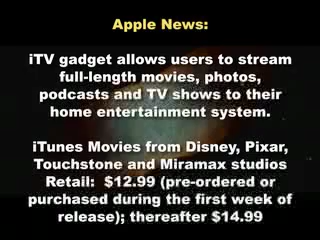 Apple News:
iTV gadget allows users to stream
full-length movies, photos,
podcasts and TV shows to their
home entertainment system.
iTunes Movies from Disney, Pixar,
Touchstone and Miramax studios
Retail:  $12.99 (pre-ordered or
purchased during the first week of
release); thereafter $14.99